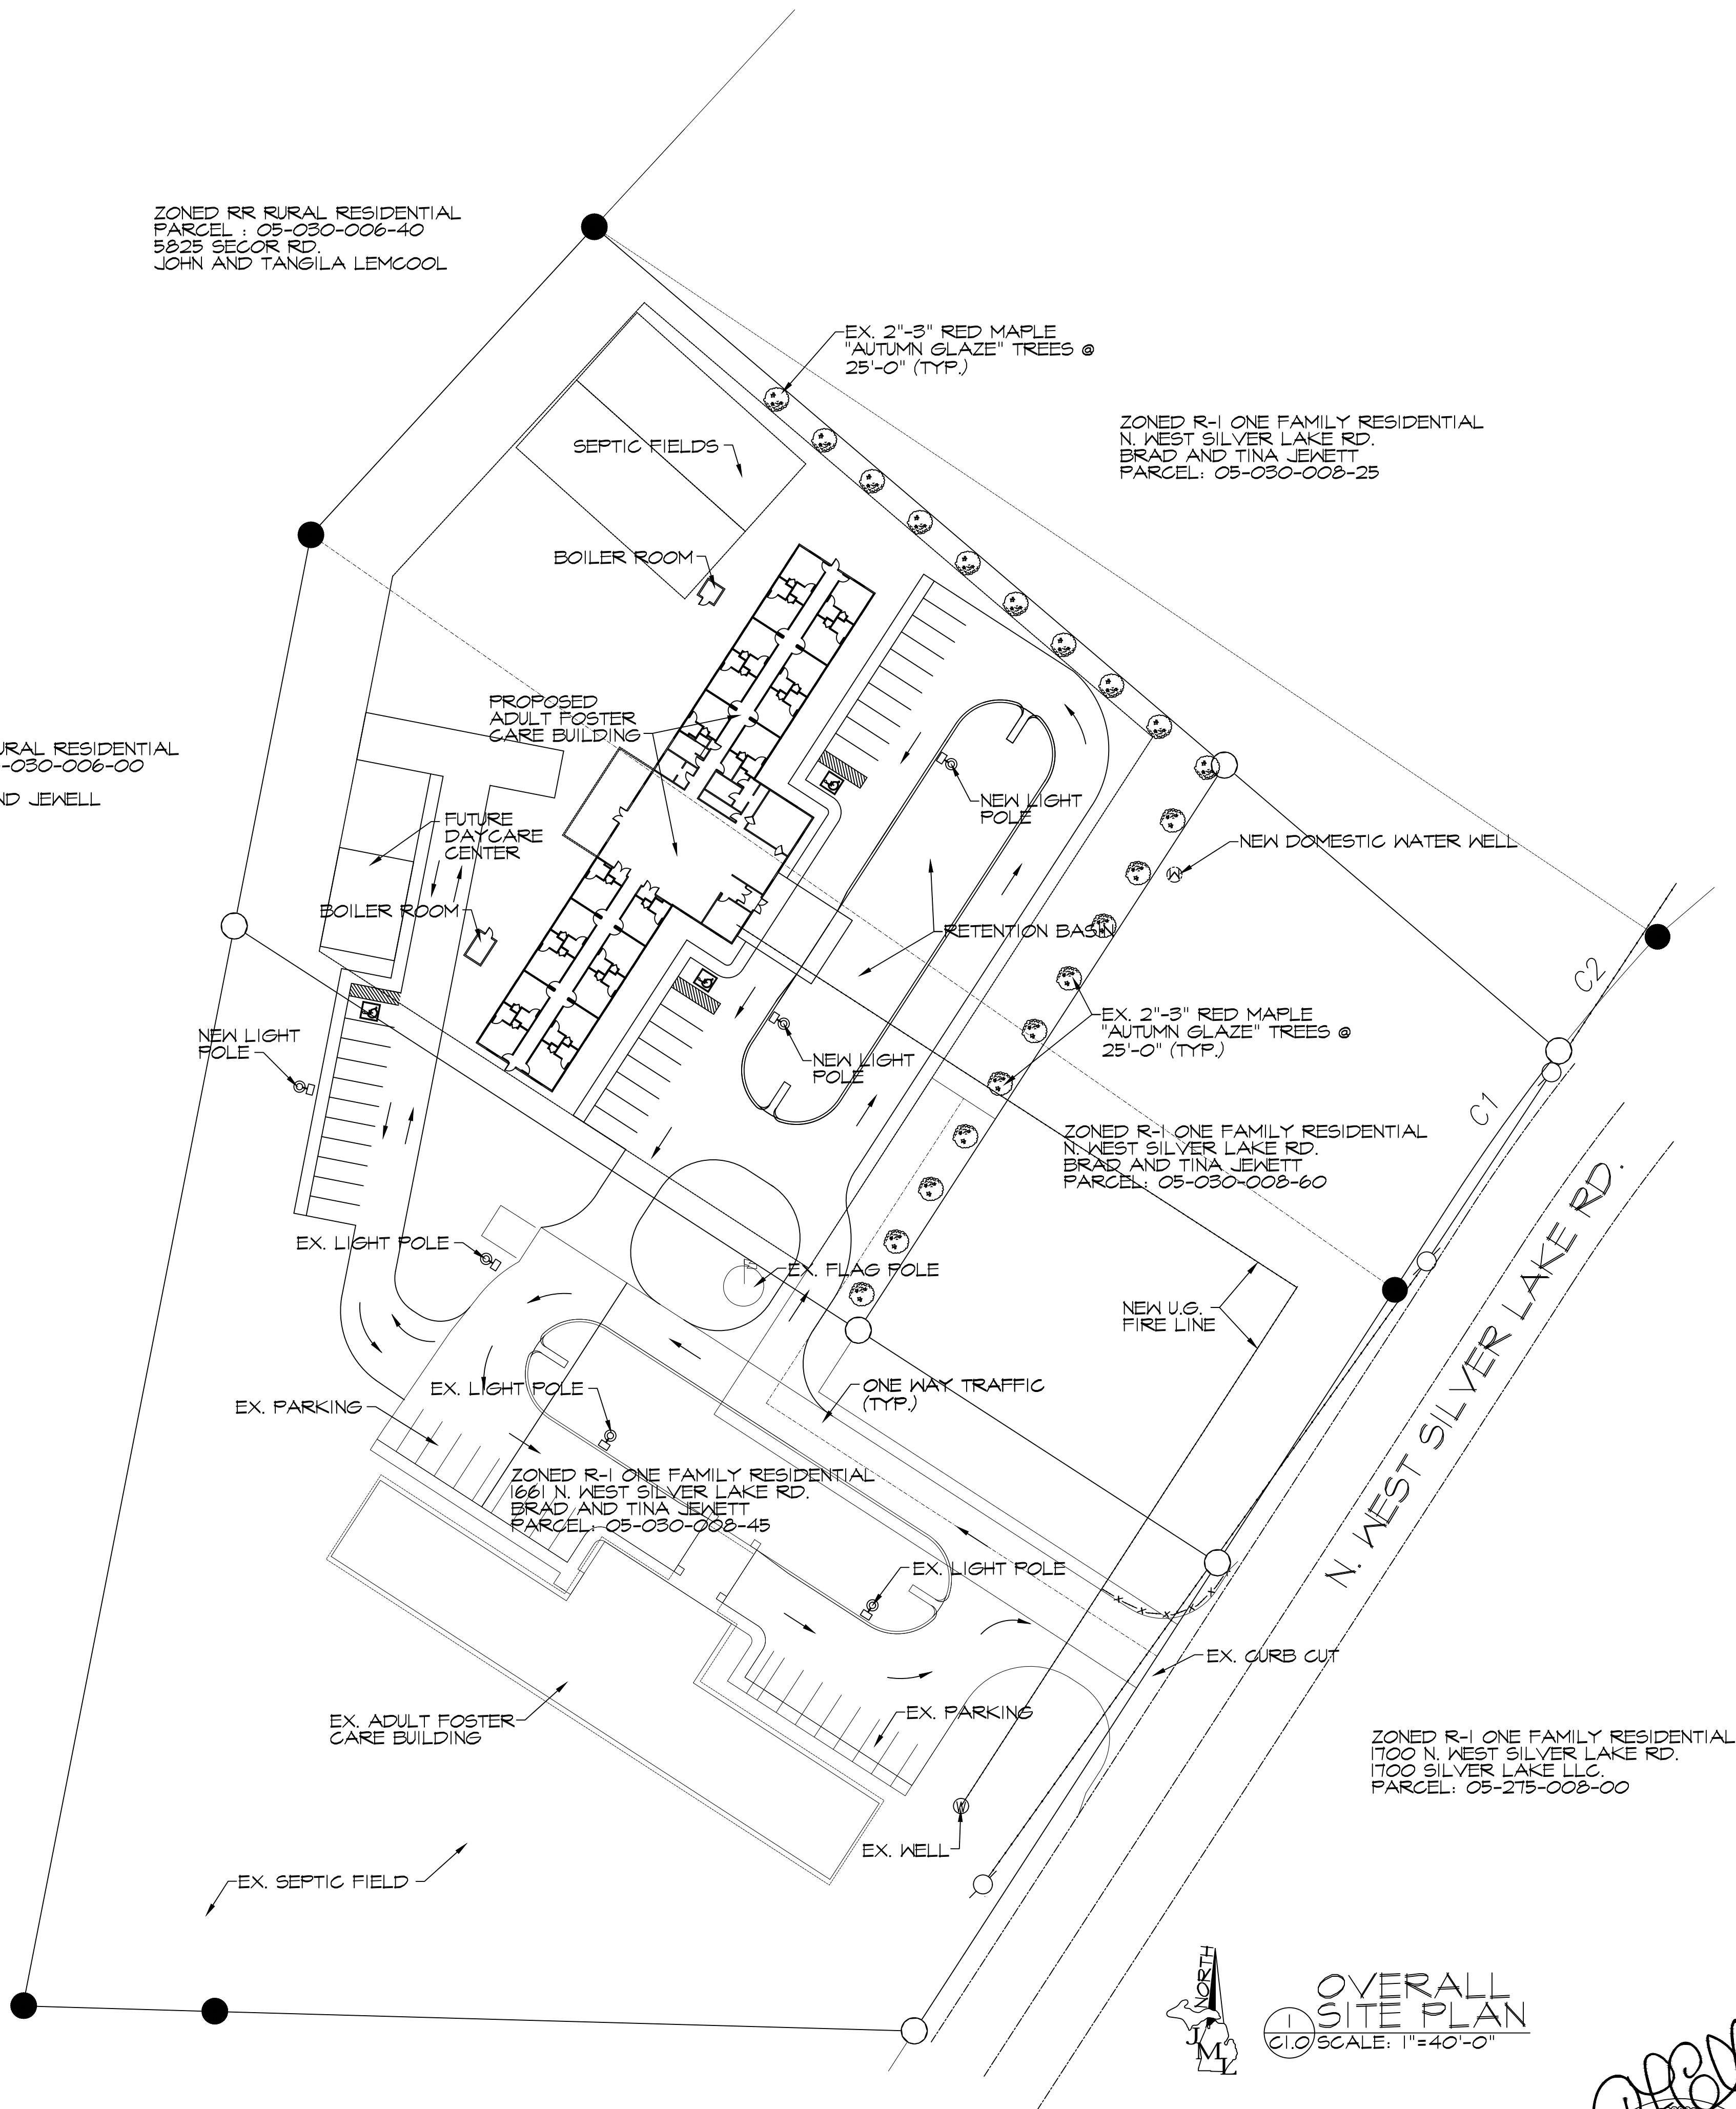 ZONED RR RURAL RESIDENTIAL
PARCEL : 05-030-006-40
5825 SECOR RD.
JOHN AND TANGILA LEMCOOL
EX. 2"-3" RED MAPLE
"AUTUMN GLAZE" TREES @
25'-0" (TYP.)
ZONED R-1 ONE FAMILY RESIDENTIAL
N. WEST SILVER LAKE RD.
BRAD AND TINA JEWETT
PARCEL: 05-030-008-25
SEPTIC FIELDS
BOILER ROOM
PROPOSED
ADULT FOSTER
CARE BUILDING
RESIDENTIAL
-030-006-00
JEWELL
NEW LIGHT
POLE
FUTURE
DAYCARE
CENTER
NEW DOMESTIC WATER WELL
W
BOILER ROOM
RETENTION BASIN
C2
EX. 2"-3" RED MAPLE
"AUTUMN GLAZE" TREES @
25'-0" (TYP.)
NEW LIGHT
POLE
NEW LIGHT
POLE
C1
ZONED R-1 ONE FAMILY RESIDENTIAL
N. WEST SILVER LAKE RD.
BRAD AND TINA JEWETT
PARCEL: 05-030-008-60
N. WEST SILVER LAKE RD.
EX. LIGHT POLE
EX. FLAG POLE
NEW U.G.
FIRE LINE
EX. LIGHT POLE
ONE WAY TRAFFIC
(TYP.)
EX. PARKING
ZONED R-1 ONE FAMILY RESIDENTIAL
1661 N. WEST SILVER LAKE RD.
BRAD AND TINA JEWETT
PARCEL: 05-030-008-45
EX. LIGHT POLE
EX. CURB CUT
EX. PARKING
EX. ADULT FOSTER
CARE BUILDING
ZONED R-1 ONE FAMILY RESIDENTIAL
1700 N. WEST SILVER LAKE RD.
1700 SILVER LAKE LLC.
PARCEL: 05-275-008-00
W
EX. WELL
EX. SEPTIC FIELD
NORTH
JML
OVERALL
SITE PLAN
1
C1.0
SCALE: 1"=40'-0"